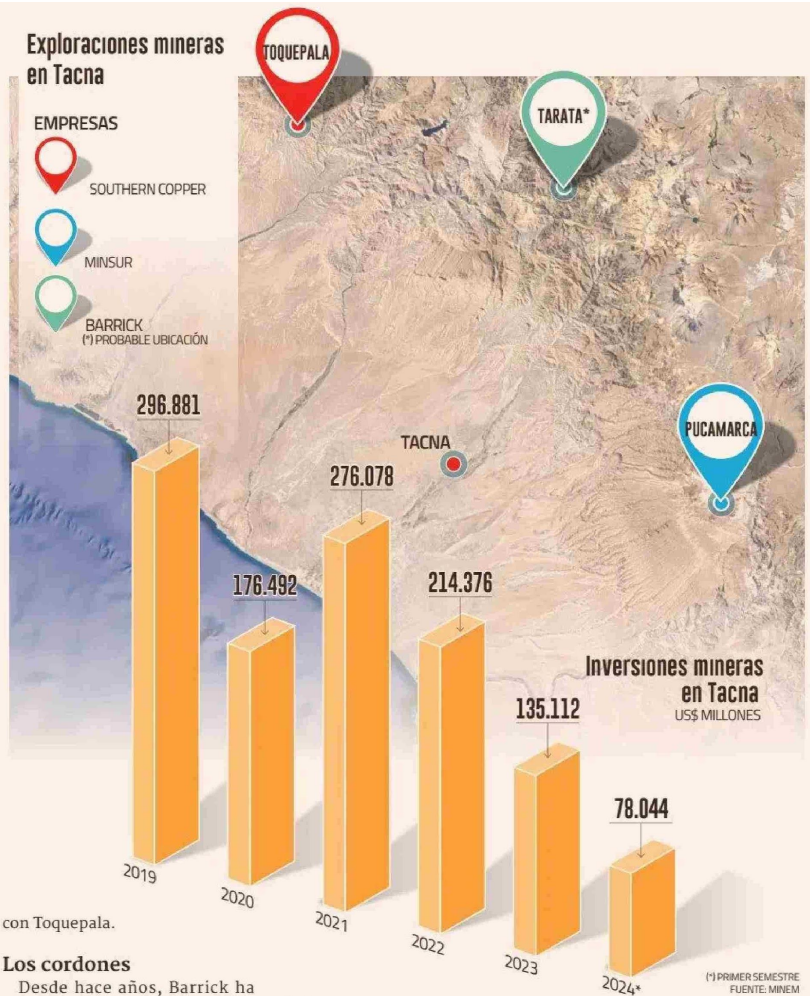 Exploraciones mineras
en Tacna
EMPRESAS
SOUTHERN COPPER
MINSUR
BARRICK
(*) PROBABLE UBICACIÓN
TOQUEPALA
TARATA*
PUCAMARCA
TACNA
Inversiones mineras
en Tacna
US$ MILLONES
296.881
176.492
276.078
214.376
135.112
78.044
2019
2020
2021
2022
2023
2024*
(*) PRIMER SEMESTRE
FUENTE: MINEM
con Toquepala.
Los cordones
Desde hace años, Barrick ha